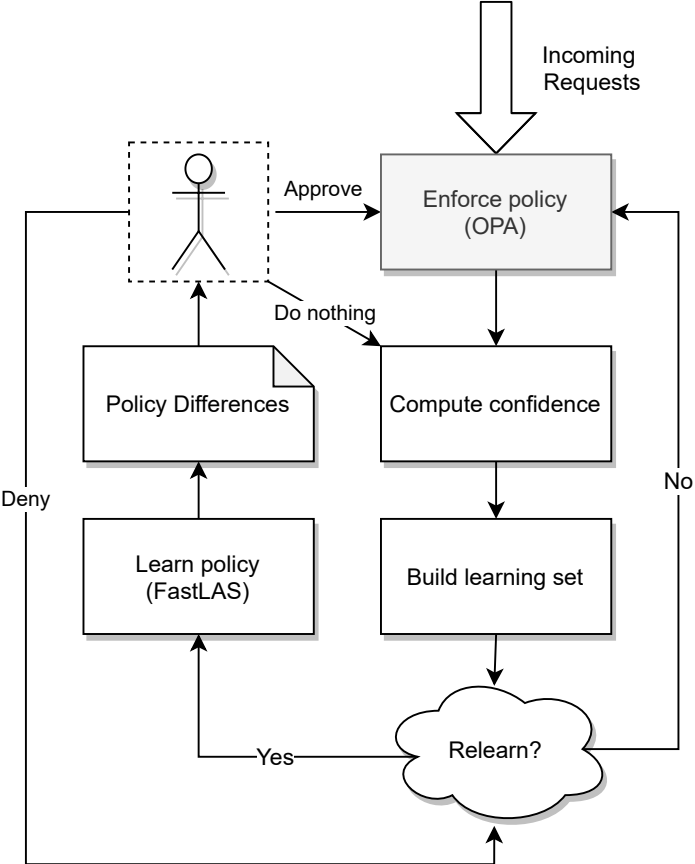 Incoming
Requests
Approve
Enforce policy
(OPA)
Do nothing
Policy Differences
Compute confidence
Deny
No
Learn policy
(FastLAS)
Build learning set
Relearn?
Yes